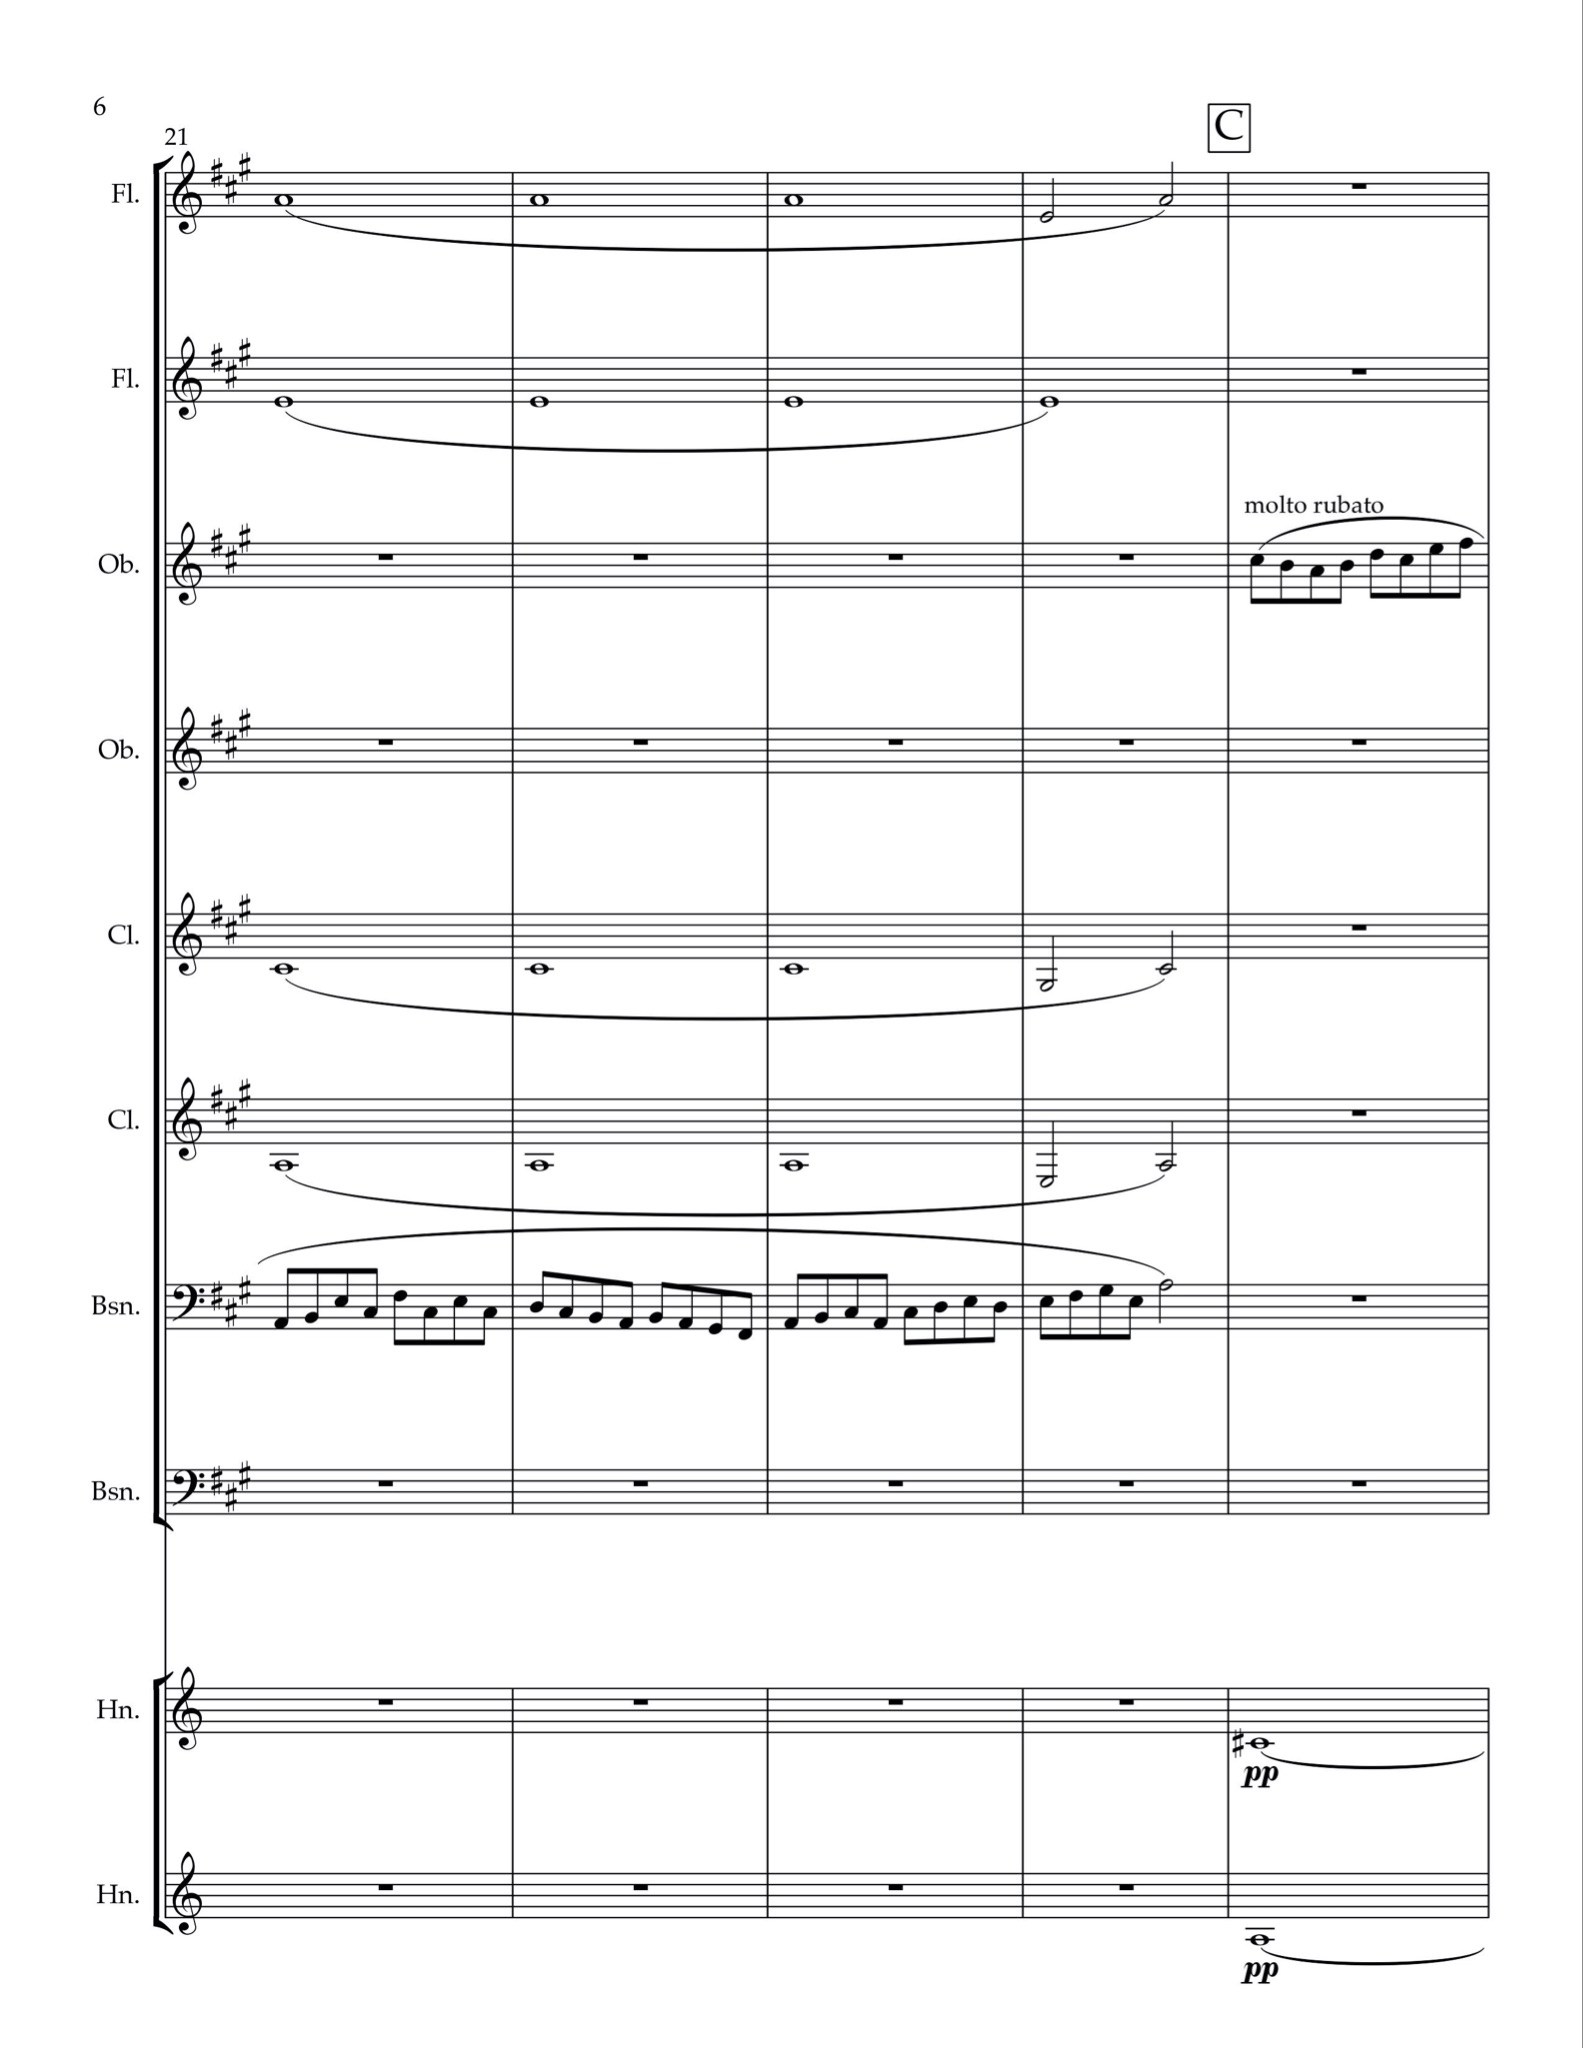 6
21
C
Fl.
Fl.
molto rubato
Ob.
Ob.
Cl.
Cl.
Bsn.
Bsn.
Hn.
pp
Hn.
pp